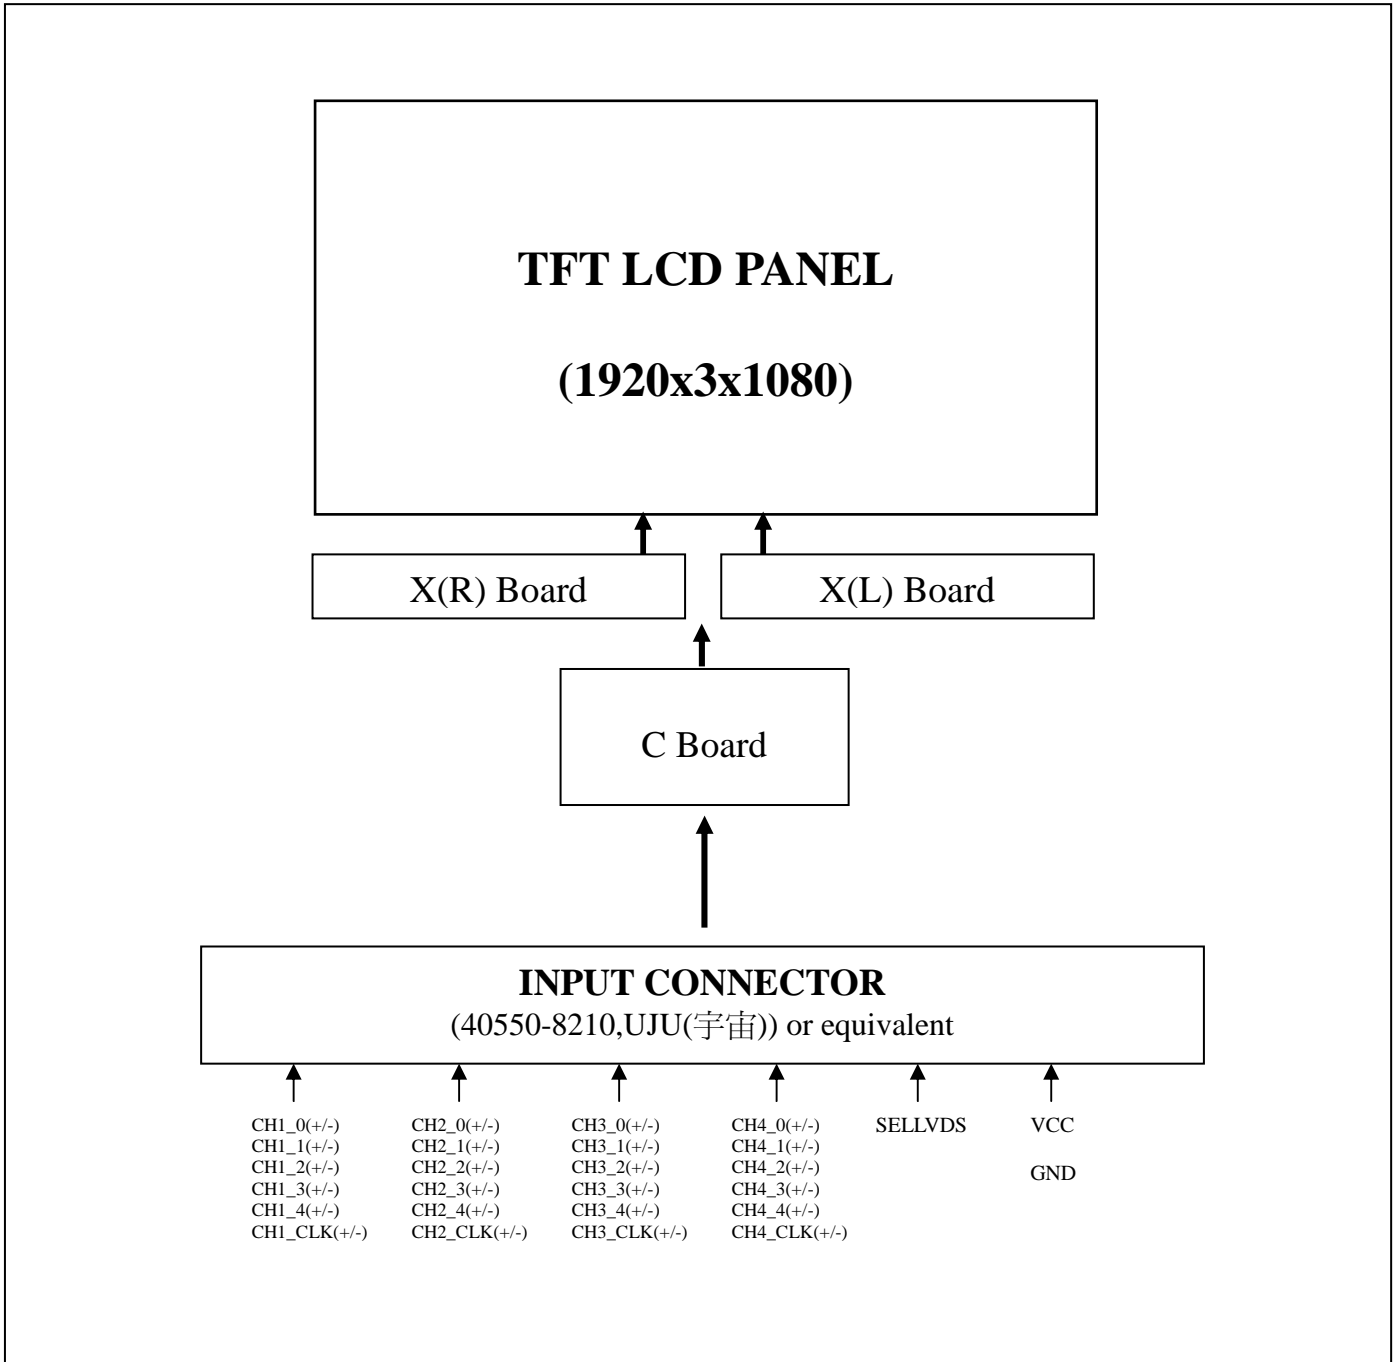 TFT LCD PANEL
(1920x3x1080)
X(R) Board
X(L) Board
C Board
INPUT CONNECTOR
(40550-8210,UJU(宇宙)) or equivalent
CH1_0(+/-)
CH1_1(+/-)
CH1_2(+/-)
CH1_3(+/-)
CH1_4(+/-)
CH1_CLK(+/-)
CH2_0(+/-)
CH2_1(+/-)
CH2_2(+/-)
CH2_3(+/-)
CH2_4(+/-)
CH2_CLK(+/-)
CH3_0(+/-)
CH3_1(+/-)
CH3_2(+/-)
CH3_3(+/-)
CH3_4(+/-)
CH3_CLK(+/-)
CH4_0(+/-)
CH4_1(+/-)
CH4_2(+/-)
CH4_3(+/-)
CH4_4(+/-)
CH4_CLK(+/-)
SELLVDS
VCC
GND